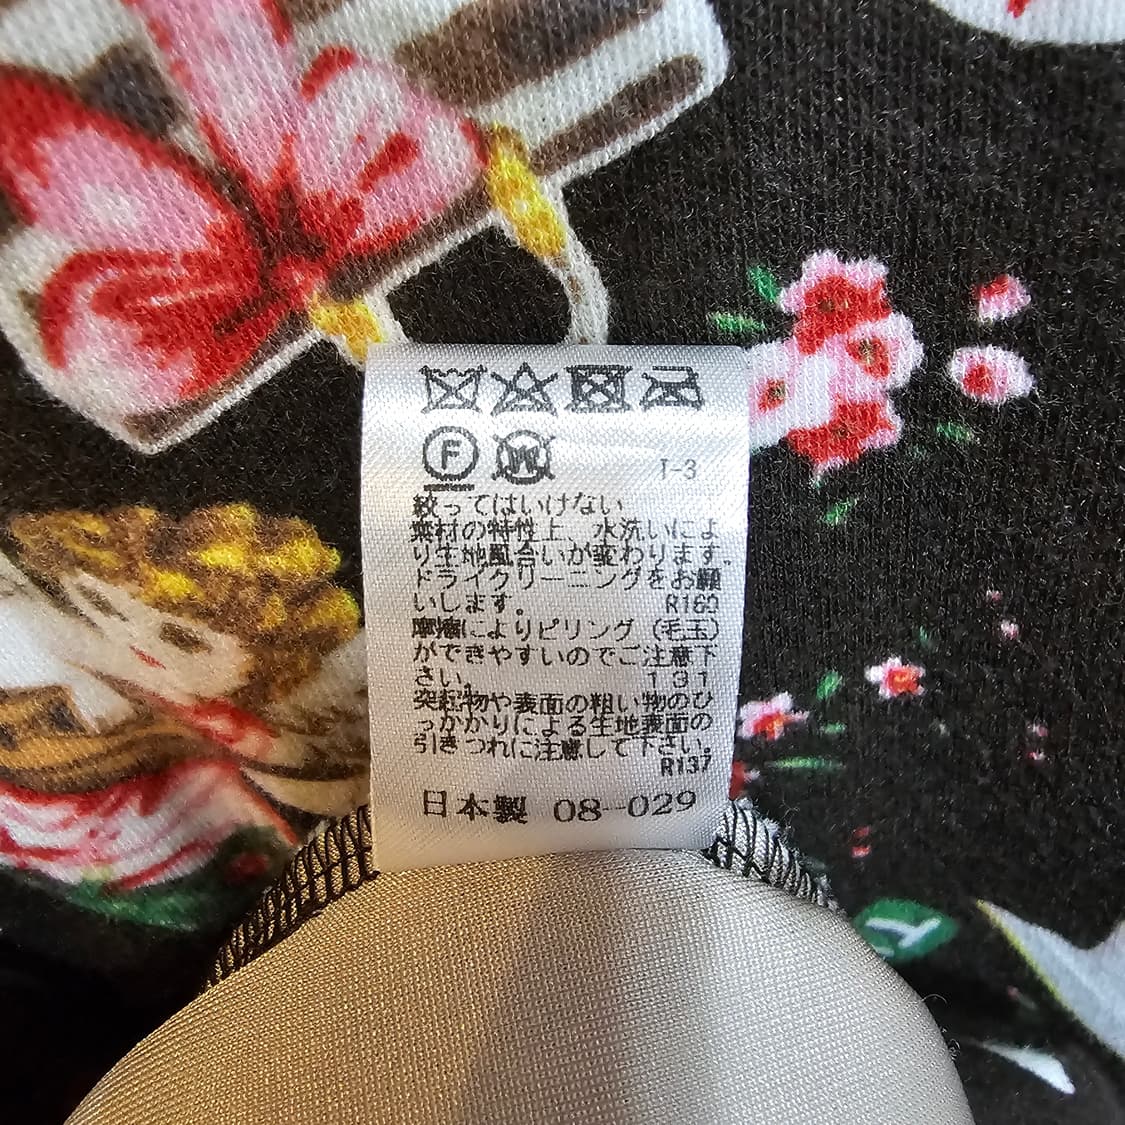 F W T-3
絞ってはいけない
素材の特性上、水洗いによ
り生地風合いが変わります。
ドライクリーニングをお願
いします。 R160
摩擦によりピリング（毛玉）
ができやすいのでご注意下
さい。 131
突起物や表面の粗い物のひ
っかかりによる生地表面の
引きつれに注意して下さい。
R137
日本製 08-029